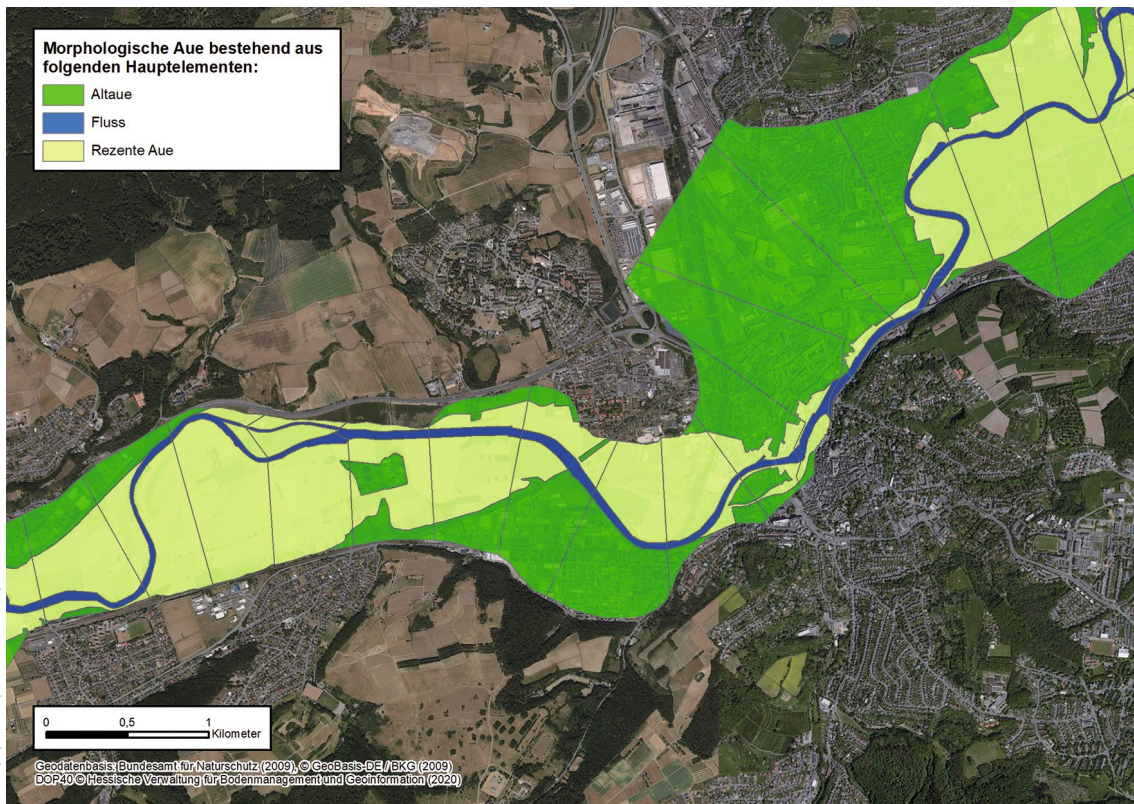 Morphologische Aue bestehend aus
folgenden Hauptelementen:
Altaue
Fluss
Rezente Aue
0 0,5 1
Kilometer
Geodatenbasis: Bundesamt für Naturschutz (2009), © GeoBasis-DE / BKG (2009)
DOP40 © Hessische Verwaltung für Bodenmanagement und Geoinformation (2020)